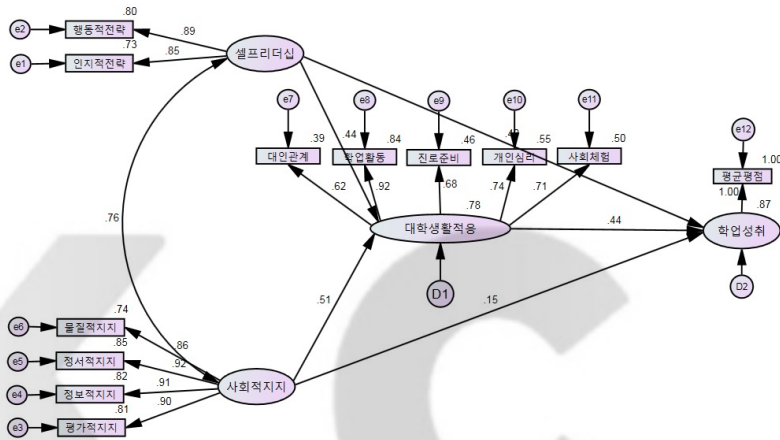 .80
e2
행동적전략
.89
.73
셀프리더십
.85
e1
인지적전략
e7
e8
e9
e10
e11
e12
.39
.44
.84
.46
.55
.50
1.00
대인관계
학업활동
진로준비
개인심리
사회체험
평균평점
1.00
.62
.92
.68
.74
.71
.87
.76
.78
대학생활적응
.44
학업성취
D1
D2
.51
.15
.74
e6
물질적지지
.86
.85
e5
정서적지지
.92
.82
사회적지지
e4
정보적지지
.91
.81
e3
평가적지지
.90